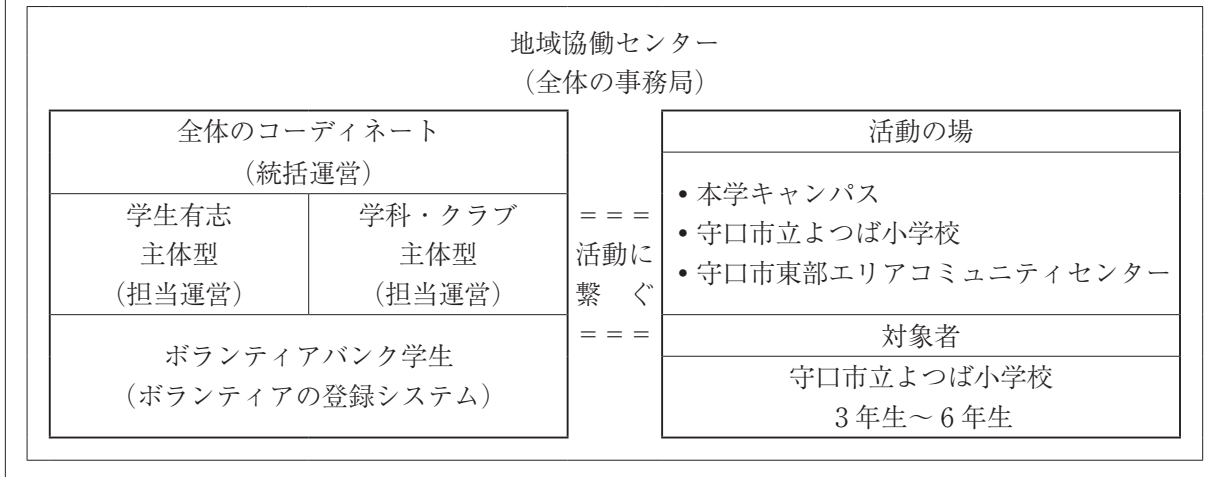 地域協働センター
（全体の事務局）
全体のコーディネート
（統括運営）
学生有志
主体型
（担当運営）
学科・クラブ
主体型
（担当運営）
ボランティアバンク学生
（ボランティアの登録システム）
＝＝＝
活動に
繋　ぐ
＝＝＝
活動の場
•本学キャンパス
•守口市立よつば小学校
•守口市東部エリアコミュニティセンター
対象者
守口市立よつば小学校
３年生～６年生